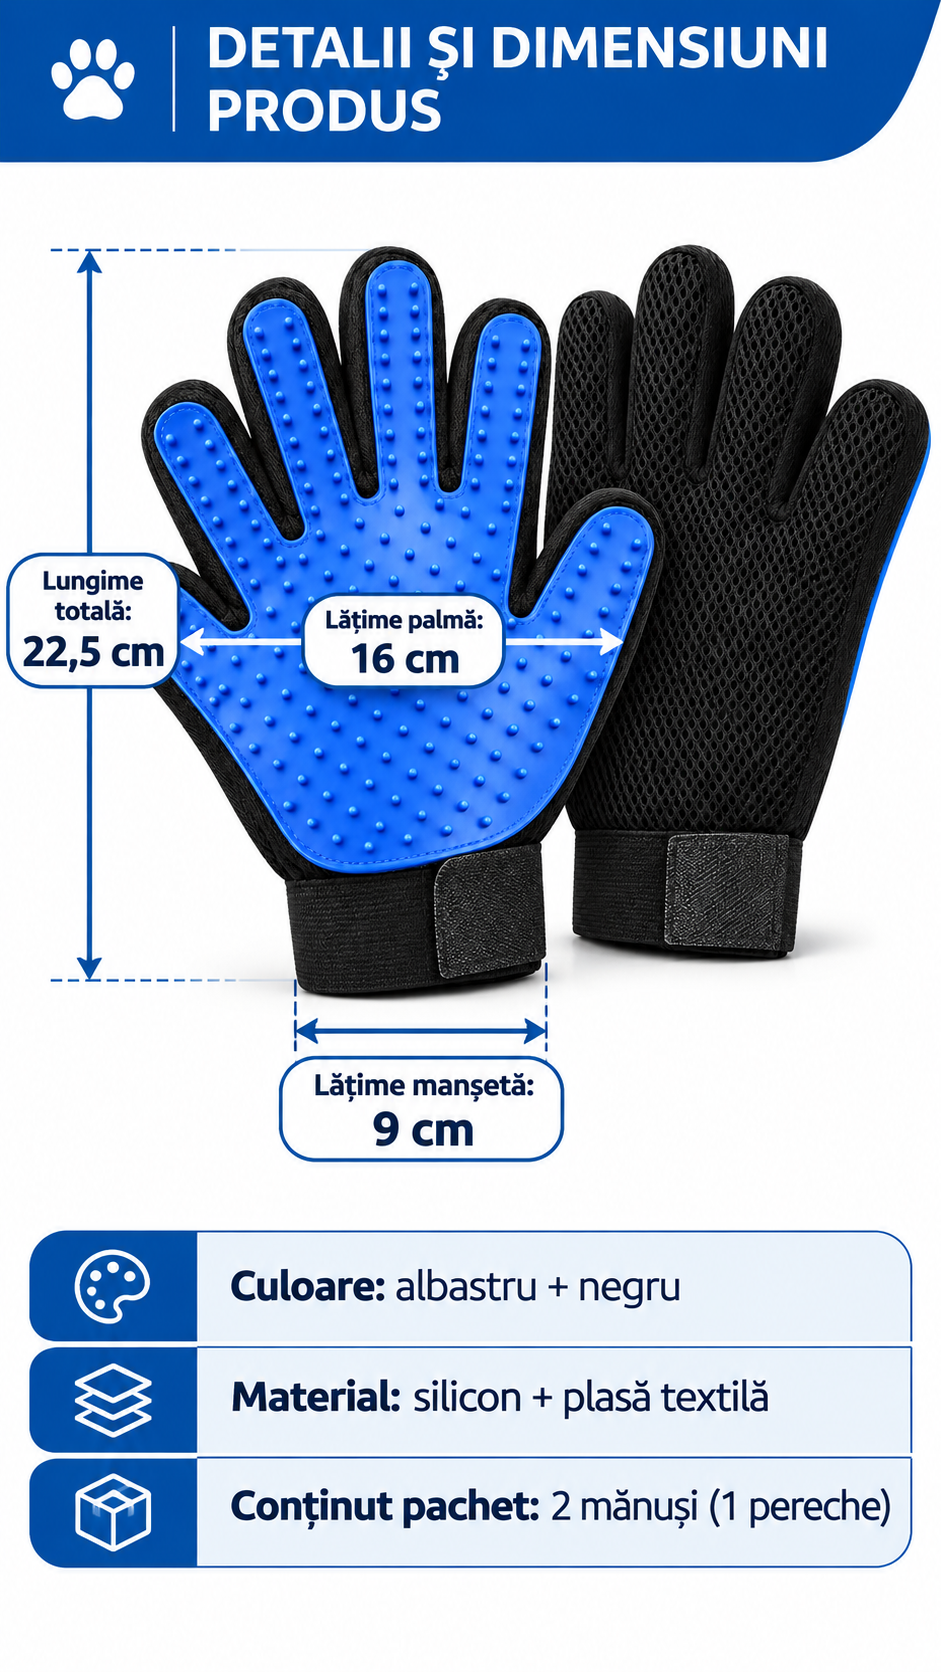 DETALII ŞI DIMENSIUNI
PRODUS
Lungime
totală:
22,5 cm
Lățime palmă:
16 cm
Lățime manșetă:
9 cm
Culoare: albastru + negru
Material: silicon + plasă textilă
Conținut pachet: 2 mănuși (1 pereche)